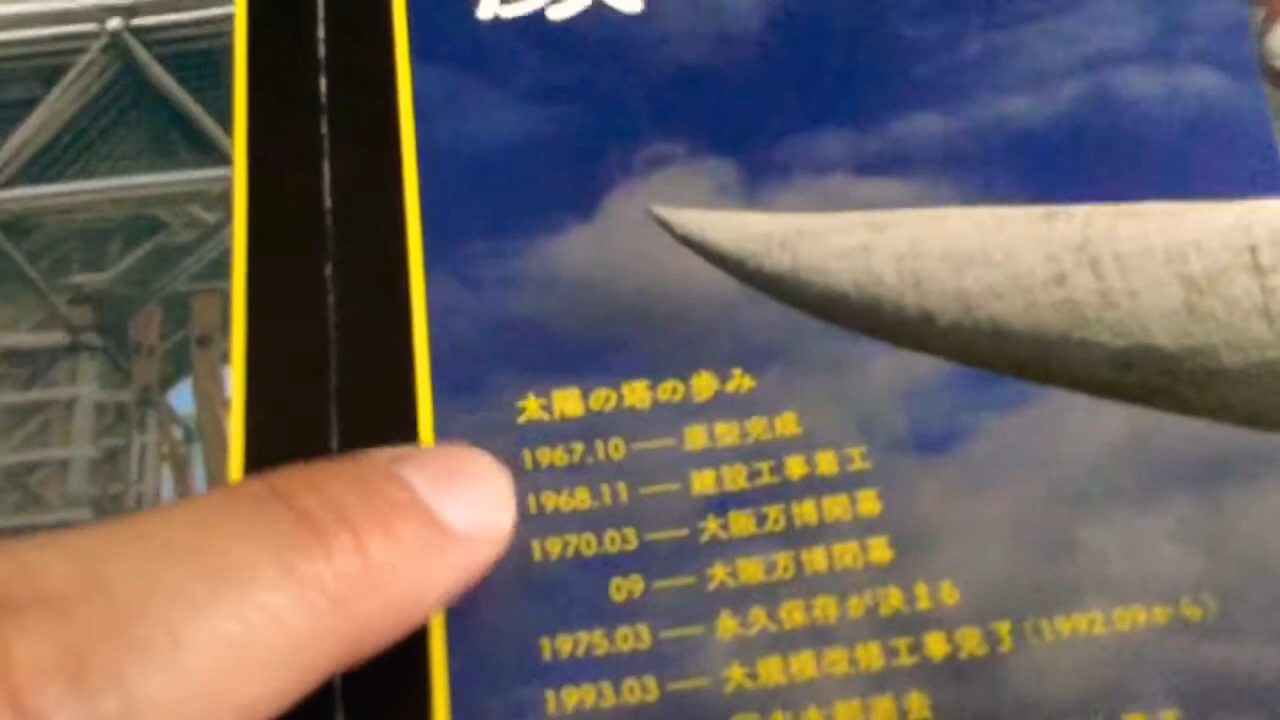 太陽の塔の歩み
1967.10 — 原型完成
1968.11 — 建設工事着工
1970.03 — 大阪万博開幕
09 — 大阪万博閉幕
1975.03 — 永久保存が決まる
1993.03 — 大規模改修工事完了(1992.09から)